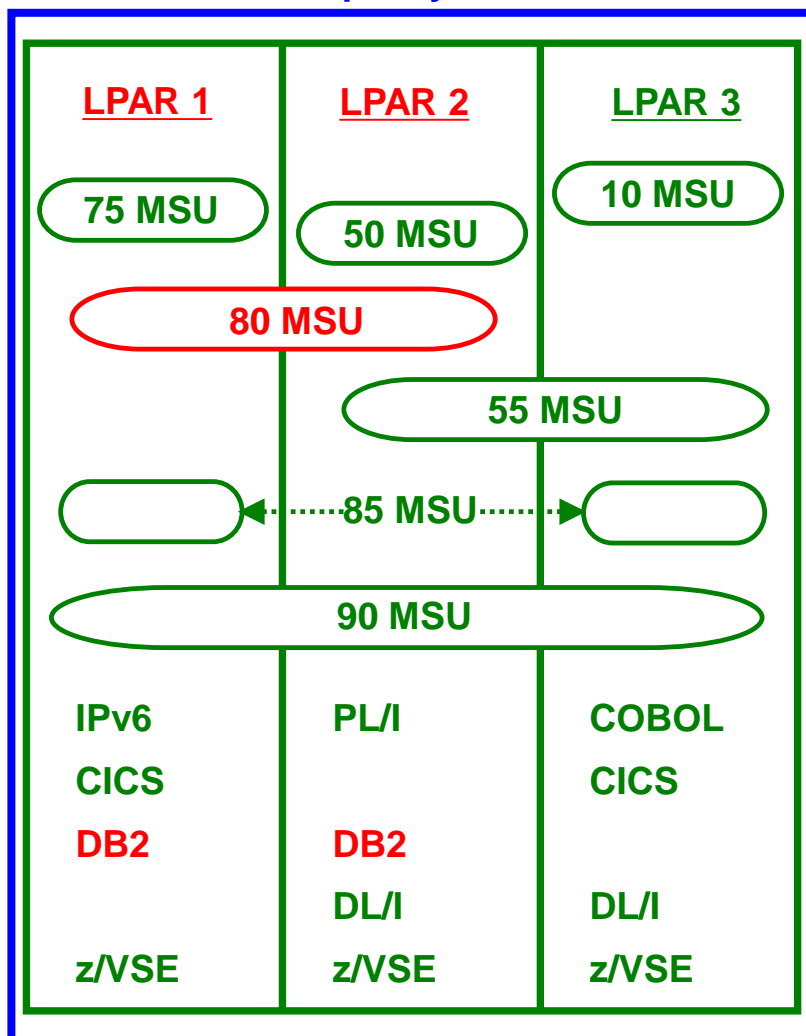 LPAR 1 LPAR 2 LPAR 3
75 MSU 50 MSU 10 MSU
80 MSU
55 MSU
85 MSU
90 MSU
IPv6 PL/I COBOL
CICS CICS
DB2 DB2
DL/I DL/I
z/VSE z/VSE z/VSE